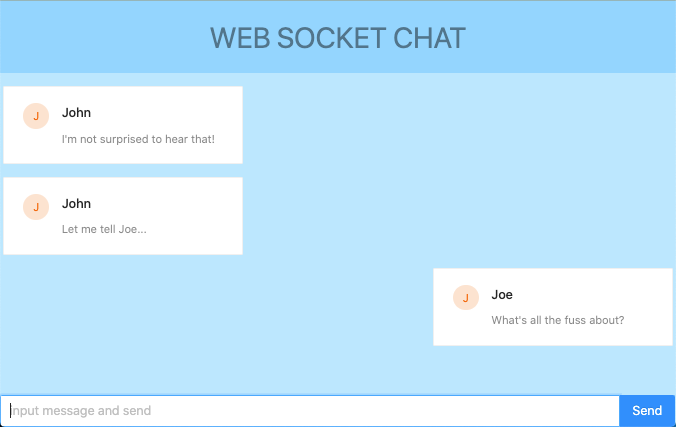 WEB SOCKET CHAT
J
John
I'm not surprised to hear that!
J
John
Let me tell Joe...
J
Joe
What's all the fuss about?
Input message and send
Send